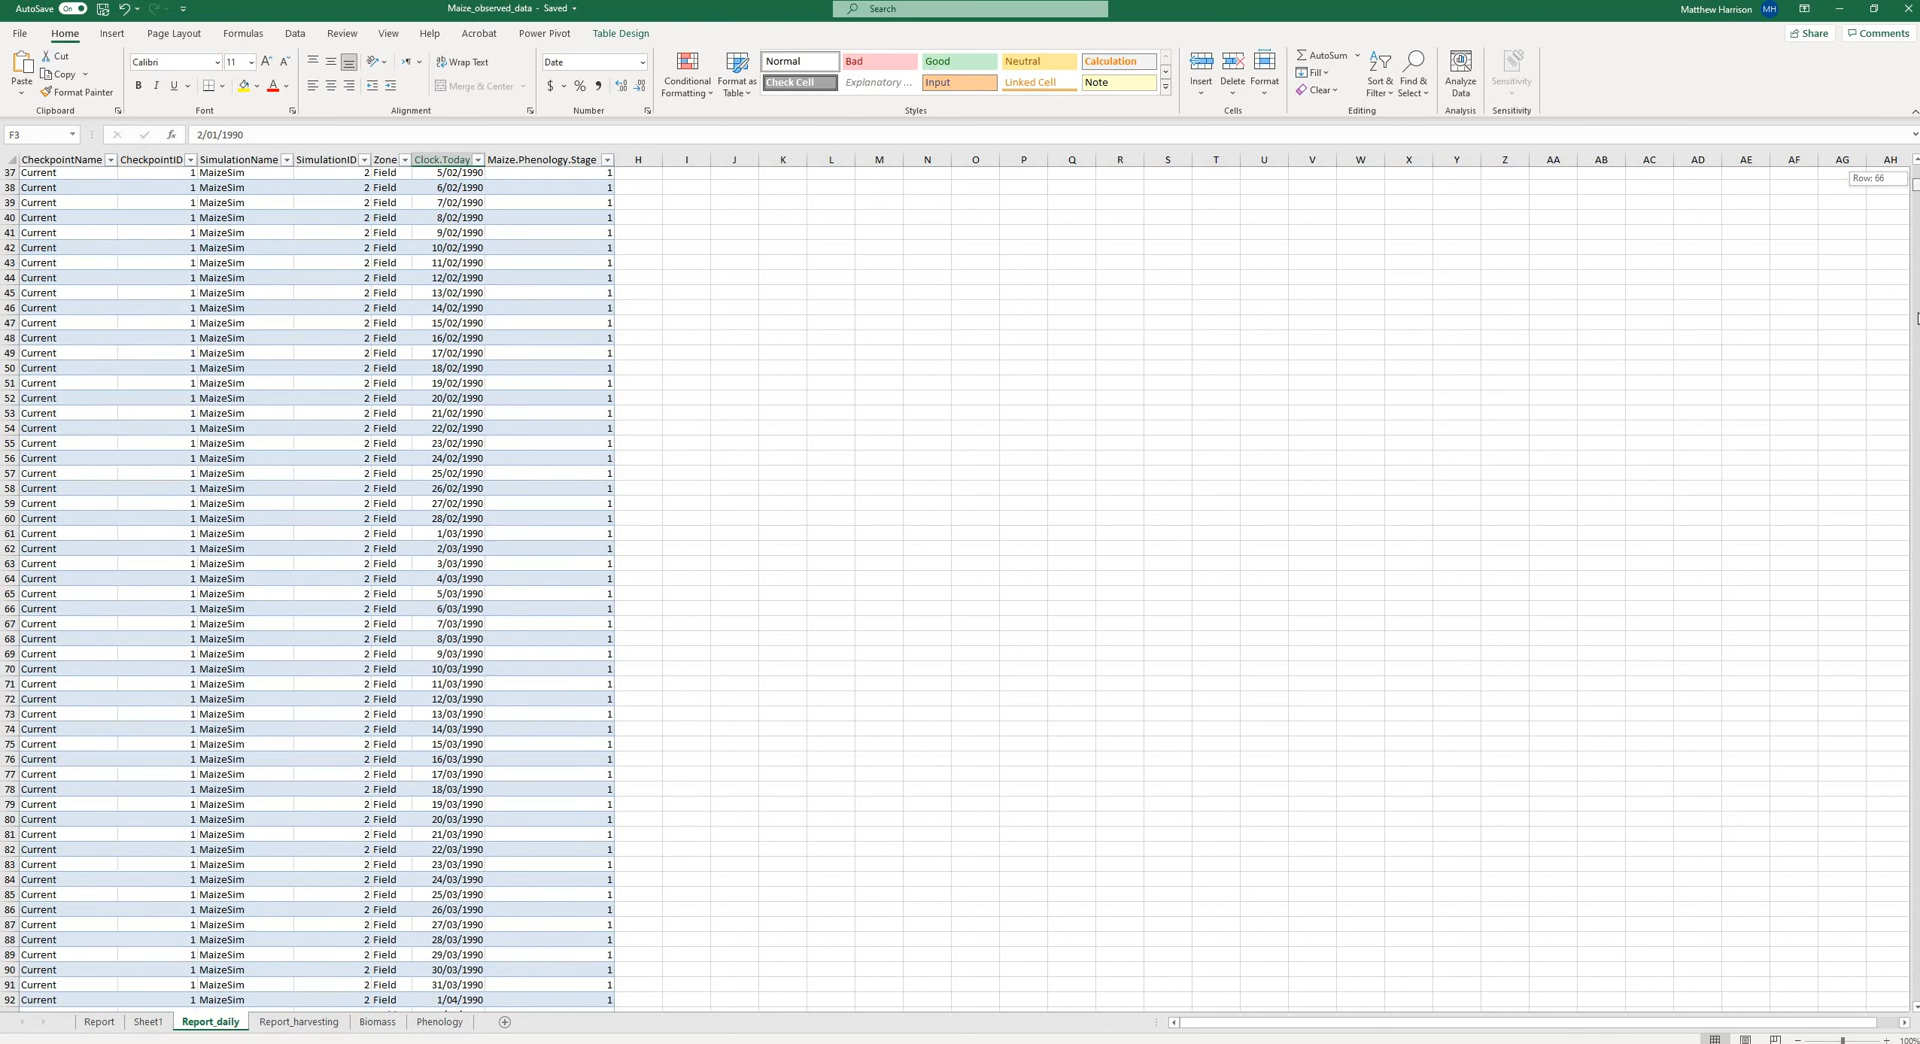 AutoSave On Maize_observed_data - Saved Search Matthew Harrison MH
File Home Insert Page Layout Formulas Data Review View Help Acrobat Power Pivot Table Design Share Comments
Paste Cut Copy Format Painter Clipboard
Calibri 11 B I U A Font
Wrap Text Merge & Center Alignment
Date $ % , Number
Conditional Formatting Format as Table
Normal Bad Good Neutral Calculation
Check Cell Explanatory ... Input Linked Cell Note
Styles
Insert Delete Format Cells
AutoSum Fill Clear Sort & Filter Find & Select Editing
Analyze Data Analysis
Sensitivity Sensitivity
F3 fx 2/01/1990
CheckpointName CheckpointID SimulationName SimulationID Zone Clock.Today Maize.Phenology.Stage H I J K L M N O P Q R S T U V W X Y Z AA AB AC AD AE AF AG AH
37 Current 1 MaizeSim 2 Field 5/02/1990 1
Row: 66
38 Current 1 MaizeSim 2 Field 6/02/1990 1
39 Current 1 MaizeSim 2 Field 7/02/1990 1
40 Current 1 MaizeSim 2 Field 8/02/1990 1
41 Current 1 MaizeSim 2 Field 9/02/1990 1
42 Current 1 MaizeSim 2 Field 10/02/1990 1
43 Current 1 MaizeSim 2 Field 11/02/1990 1
44 Current 1 MaizeSim 2 Field 12/02/1990 1
45 Current 1 MaizeSim 2 Field 13/02/1990 1
46 Current 1 MaizeSim 2 Field 14/02/1990 1
47 Current 1 MaizeSim 2 Field 15/02/1990 1
48 Current 1 MaizeSim 2 Field 16/02/1990 1
49 Current 1 MaizeSim 2 Field 17/02/1990 1
50 Current 1 MaizeSim 2 Field 18/02/1990 1
51 Current 1 MaizeSim 2 Field 19/02/1990 1
52 Current 1 MaizeSim 2 Field 20/02/1990 1
53 Current 1 MaizeSim 2 Field 21/02/1990 1
54 Current 1 MaizeSim 2 Field 22/02/1990 1
55 Current 1 MaizeSim 2 Field 23/02/1990 1
56 Current 1 MaizeSim 2 Field 24/02/1990 1
57 Current 1 MaizeSim 2 Field 25/02/1990 1
58 Current 1 MaizeSim 2 Field 26/02/1990 1
59 Current 1 MaizeSim 2 Field 27/02/1990 1
60 Current 1 MaizeSim 2 Field 28/02/1990 1
61 Current 1 MaizeSim 2 Field 1/03/1990 1
62 Current 1 MaizeSim 2 Field 2/03/1990 1
63 Current 1 MaizeSim 2 Field 3/03/1990 1
64 Current 1 MaizeSim 2 Field 4/03/1990 1
65 Current 1 MaizeSim 2 Field 5/03/1990 1
66 Current 1 MaizeSim 2 Field 6/03/1990 1
67 Current 1 MaizeSim 2 Field 7/03/1990 1
68 Current 1 MaizeSim 2 Field 8/03/1990 1
69 Current 1 MaizeSim 2 Field 9/03/1990 1
70 Current 1 MaizeSim 2 Field 10/03/1990 1
71 Current 1 MaizeSim 2 Field 11/03/1990 1
72 Current 1 MaizeSim 2 Field 12/03/1990 1
73 Current 1 MaizeSim 2 Field 13/03/1990 1
74 Current 1 MaizeSim 2 Field 14/03/1990 1
75 Current 1 MaizeSim 2 Field 15/03/1990 1
76 Current 1 MaizeSim 2 Field 16/03/1990 1
77 Current 1 MaizeSim 2 Field 17/03/1990 1
78 Current 1 MaizeSim 2 Field 18/03/1990 1
79 Current 1 MaizeSim 2 Field 19/03/1990 1
80 Current 1 MaizeSim 2 Field 20/03/1990 1
81 Current 1 MaizeSim 2 Field 21/03/1990 1
82 Current 1 MaizeSim 2 Field 22/03/1990 1
83 Current 1 MaizeSim 2 Field 23/03/1990 1
84 Current 1 MaizeSim 2 Field 24/03/1990 1
85 Current 1 MaizeSim 2 Field 25/03/1990 1
86 Current 1 MaizeSim 2 Field 26/03/1990 1
87 Current 1 MaizeSim 2 Field 27/03/1990 1
88 Current 1 MaizeSim 2 Field 28/03/1990 1
89 Current 1 MaizeSim 2 Field 29/03/1990 1
90 Current 1 MaizeSim 2 Field 30/03/1990 1
91 Current 1 MaizeSim 2 Field 31/03/1990 1
92 Current 1 MaizeSim 2 Field 1/04/1990 1
Report Sheet1 Report_daily Report_harvesting Biomass Phenology
100%